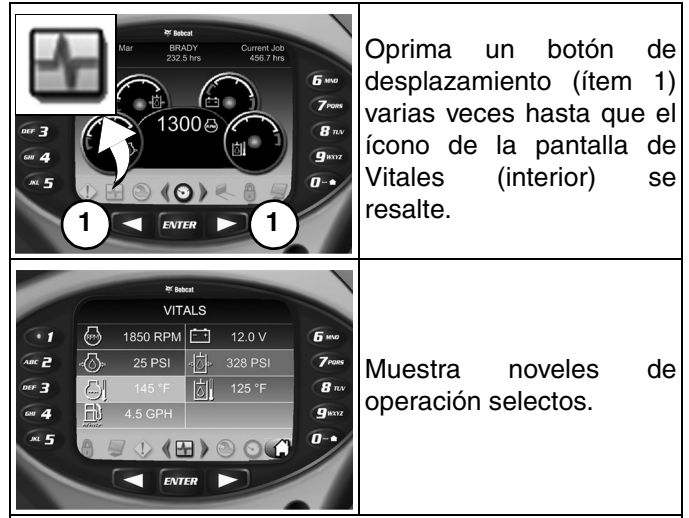 Bobcat
Mar BRADY Current Job
232.5 hrs 456.7 hrs
6 MNO
7 PQRS
DEF 3 8 TUV
1300 RPM
GHI 4 9 WXYZ
JKL 5 0
1 ENTER 1
Oprima un botón de
desplazamiento (ítem 1)
varias veces hasta que el
ícono de la pantalla de
Vitales (interior) se
resalte.
Bobcat
VITALS
1 RPM 1850 RPM 12.0 V 6 MNO
ABC 2 25 PSI 328 PSI 7 PQRS
DEF 3 145 °F 125 °F 8 TUV
4.5 GPH 9 WXYZ
GHI 4
JKL 5 0
ENTER
Muestra noveles de
operación selectos.